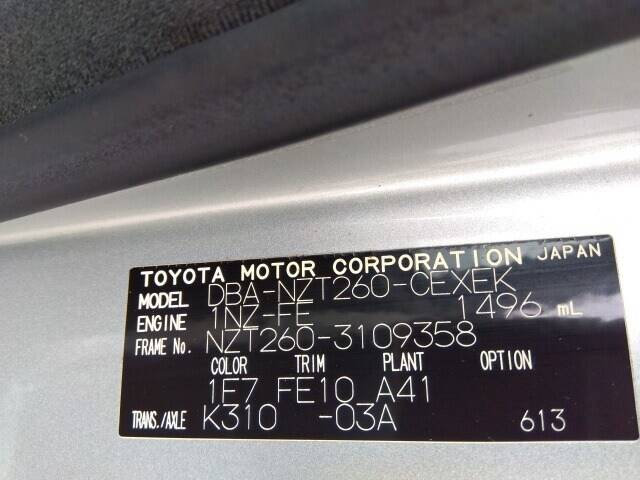 TOYOTA MOTOR CORPORATION JAPAN
MODEL DBA-NZT260-CEXEK
ENGINE 1NZ-FE 1496 mL
FRAME No. NZT260-3109358
COLOR TRIM PLANT OPTION
1E7 FE10 A41
TRANS./AXLE K310 -03A 613